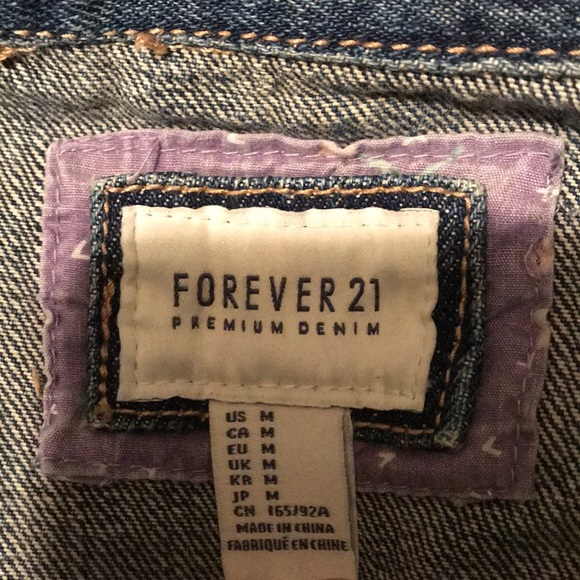 FOREVER 21
PREMIUM DENIM
US M
CA M
EU M
UK M
KR M
JP M
CN 165/92A
MADE IN CHINA
FABRIQUÉ EN CHINE